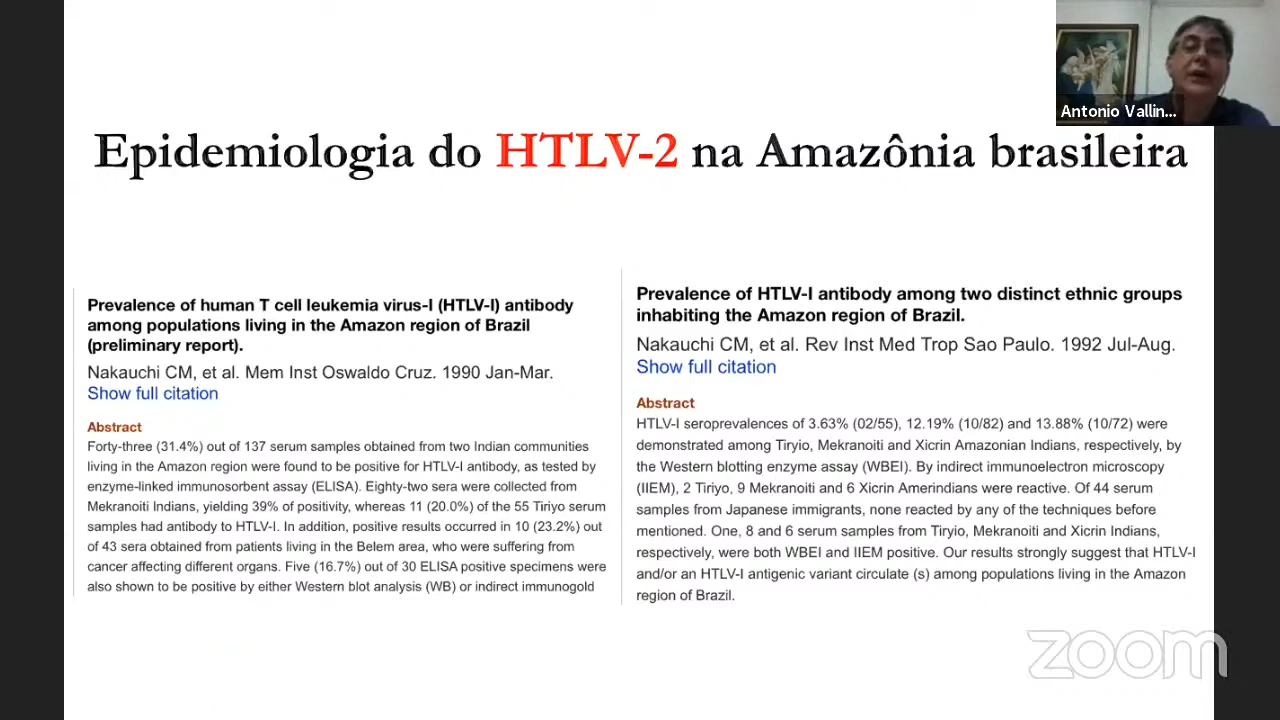 Antonio Vallin...
Epidemiologia do HTLV-2 na Amazônia brasileira
Prevalence of human T cell leukemia virus-I (HTLV-I) antibody
among populations living in the Amazon region of Brazil
(preliminary report).
Nakauchi CM, et al. Mem Inst Oswaldo Cruz. 1990 Jan-Mar.
Show full citation
Abstract
Forty-three (31.4%) out of 137 serum samples obtained from two Indian communities
living in the Amazon region were found to be positive for HTLV-I antibody, as tested by
enzyme-linked immunosorbent assay (ELISA). Eighty-two sera were collected from
Mekranoiti Indians, yielding 39% of positivity, whereas 11 (20.0%) of the 55 Tiriyo serum
samples had antibody to HTLV-I. In addition, positive results occurred in 10 (23.2%) out
of 43 sera obtained from patients living in the Belem area, who were suffering from
cancer affecting different organs. Five (16.7%) out of 30 ELISA positive specimens were
also shown to be positive by either Western blot analysis (WB) or indirect immunogold
Prevalence of HTLV-I antibody among two distinct ethnic groups
inhabiting the Amazon region of Brazil.
Nakauchi CM, et al. Rev Inst Med Trop Sao Paulo. 1992 Jul-Aug.
Show full citation
Abstract
HTLV-I seroprevalences of 3.63% (02/55), 12.19% (10/82) and 13.88% (10/72) were
demonstrated among Tiryio, Mekranoiti and Xicrin Amazonian Indians, respectively, by
the Western blotting enzyme assay (WBEI). By indirect immunoelectron microscopy
(IIEM), 2 Tiryio, 9 Mekranoiti and 6 Xicrin Amerindians were reactive. Of 44 serum
samples from Japanese immigrants, none reacted by any of the techniques before
mentioned. One, 8 and 6 serum samples from Tiryio, Mekranoiti and Xicrin Indians,
respectively, were both WBEI and IIEM positive. Our results strongly suggest that HTLV-I
and/or an HTLV-I antigenic variant circulate (s) among populations living in the Amazon
region of Brazil.
zoom